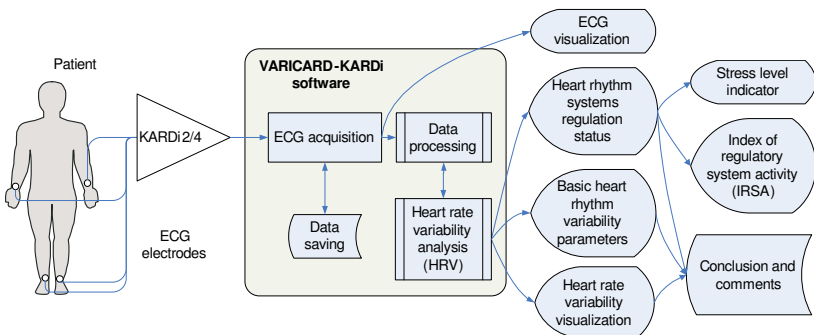 Patient
KARDi 2/4
ECG
electrodes
VARICARD-KARDi
software
ECG acquisition
Data
processing
Data
saving
Heart rate
variability
analysis
(HRV)
ECG
visualization
Heart rhythm
systems
regulation
status
Basic heart
rhythm
variability
parameters
Heart rate
variability
visualization
Stress level
indicator
Index of
regulatory
system activity
(IRSA)
Conclusion and
comments